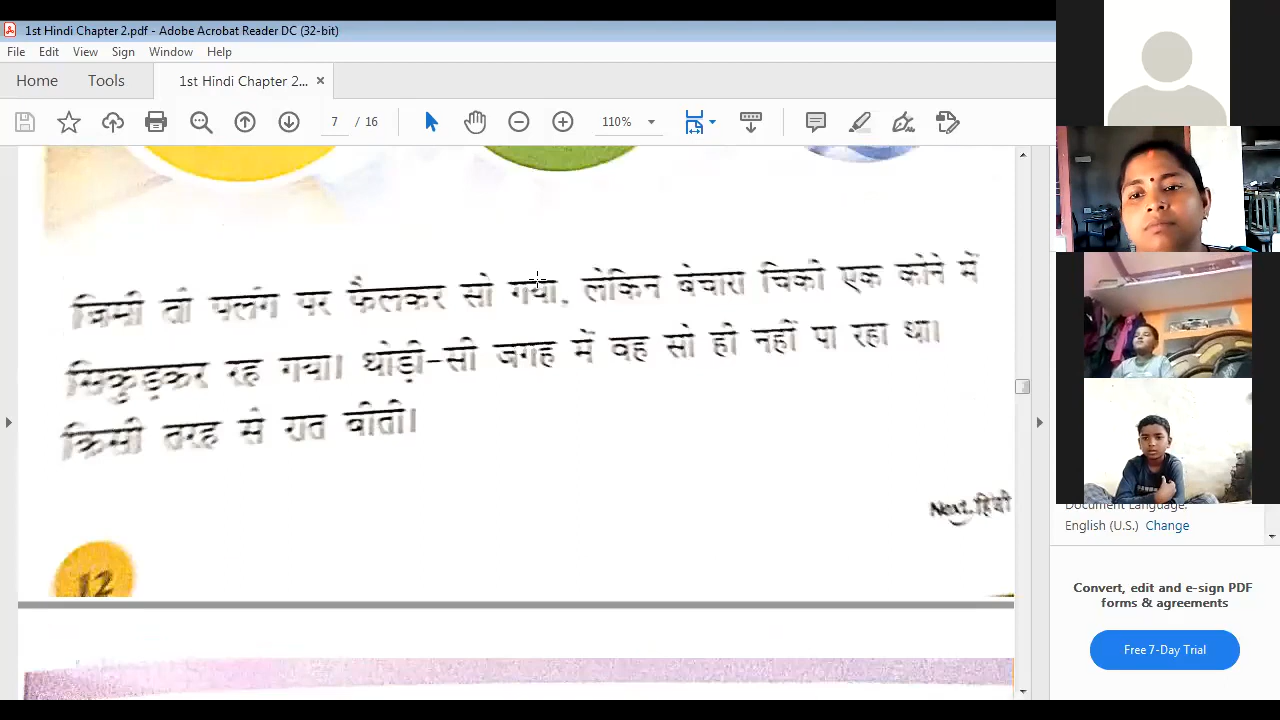 1st Hindi Chapter 2.pdf - Adobe Acrobat Reader DC (32-bit)
File Edit View Sign Window Help
Home Tools 1st Hindi Chapter 2... ×
7 / 16 110%
जिमी तो पलंग पर फैलकर सो गया, लेकिन बेचारा चिकी एक कोने में
सिकुड़कर रह गया। थोड़ी-सी जगह में वह सो ही नहीं पा रहा था।
किसी तरह से रात बीती।
Next.हिंदी
12
Document Language:
English (U.S.) Change
Convert, edit and e-sign PDF
forms & agreements
Free 7-Day Trial